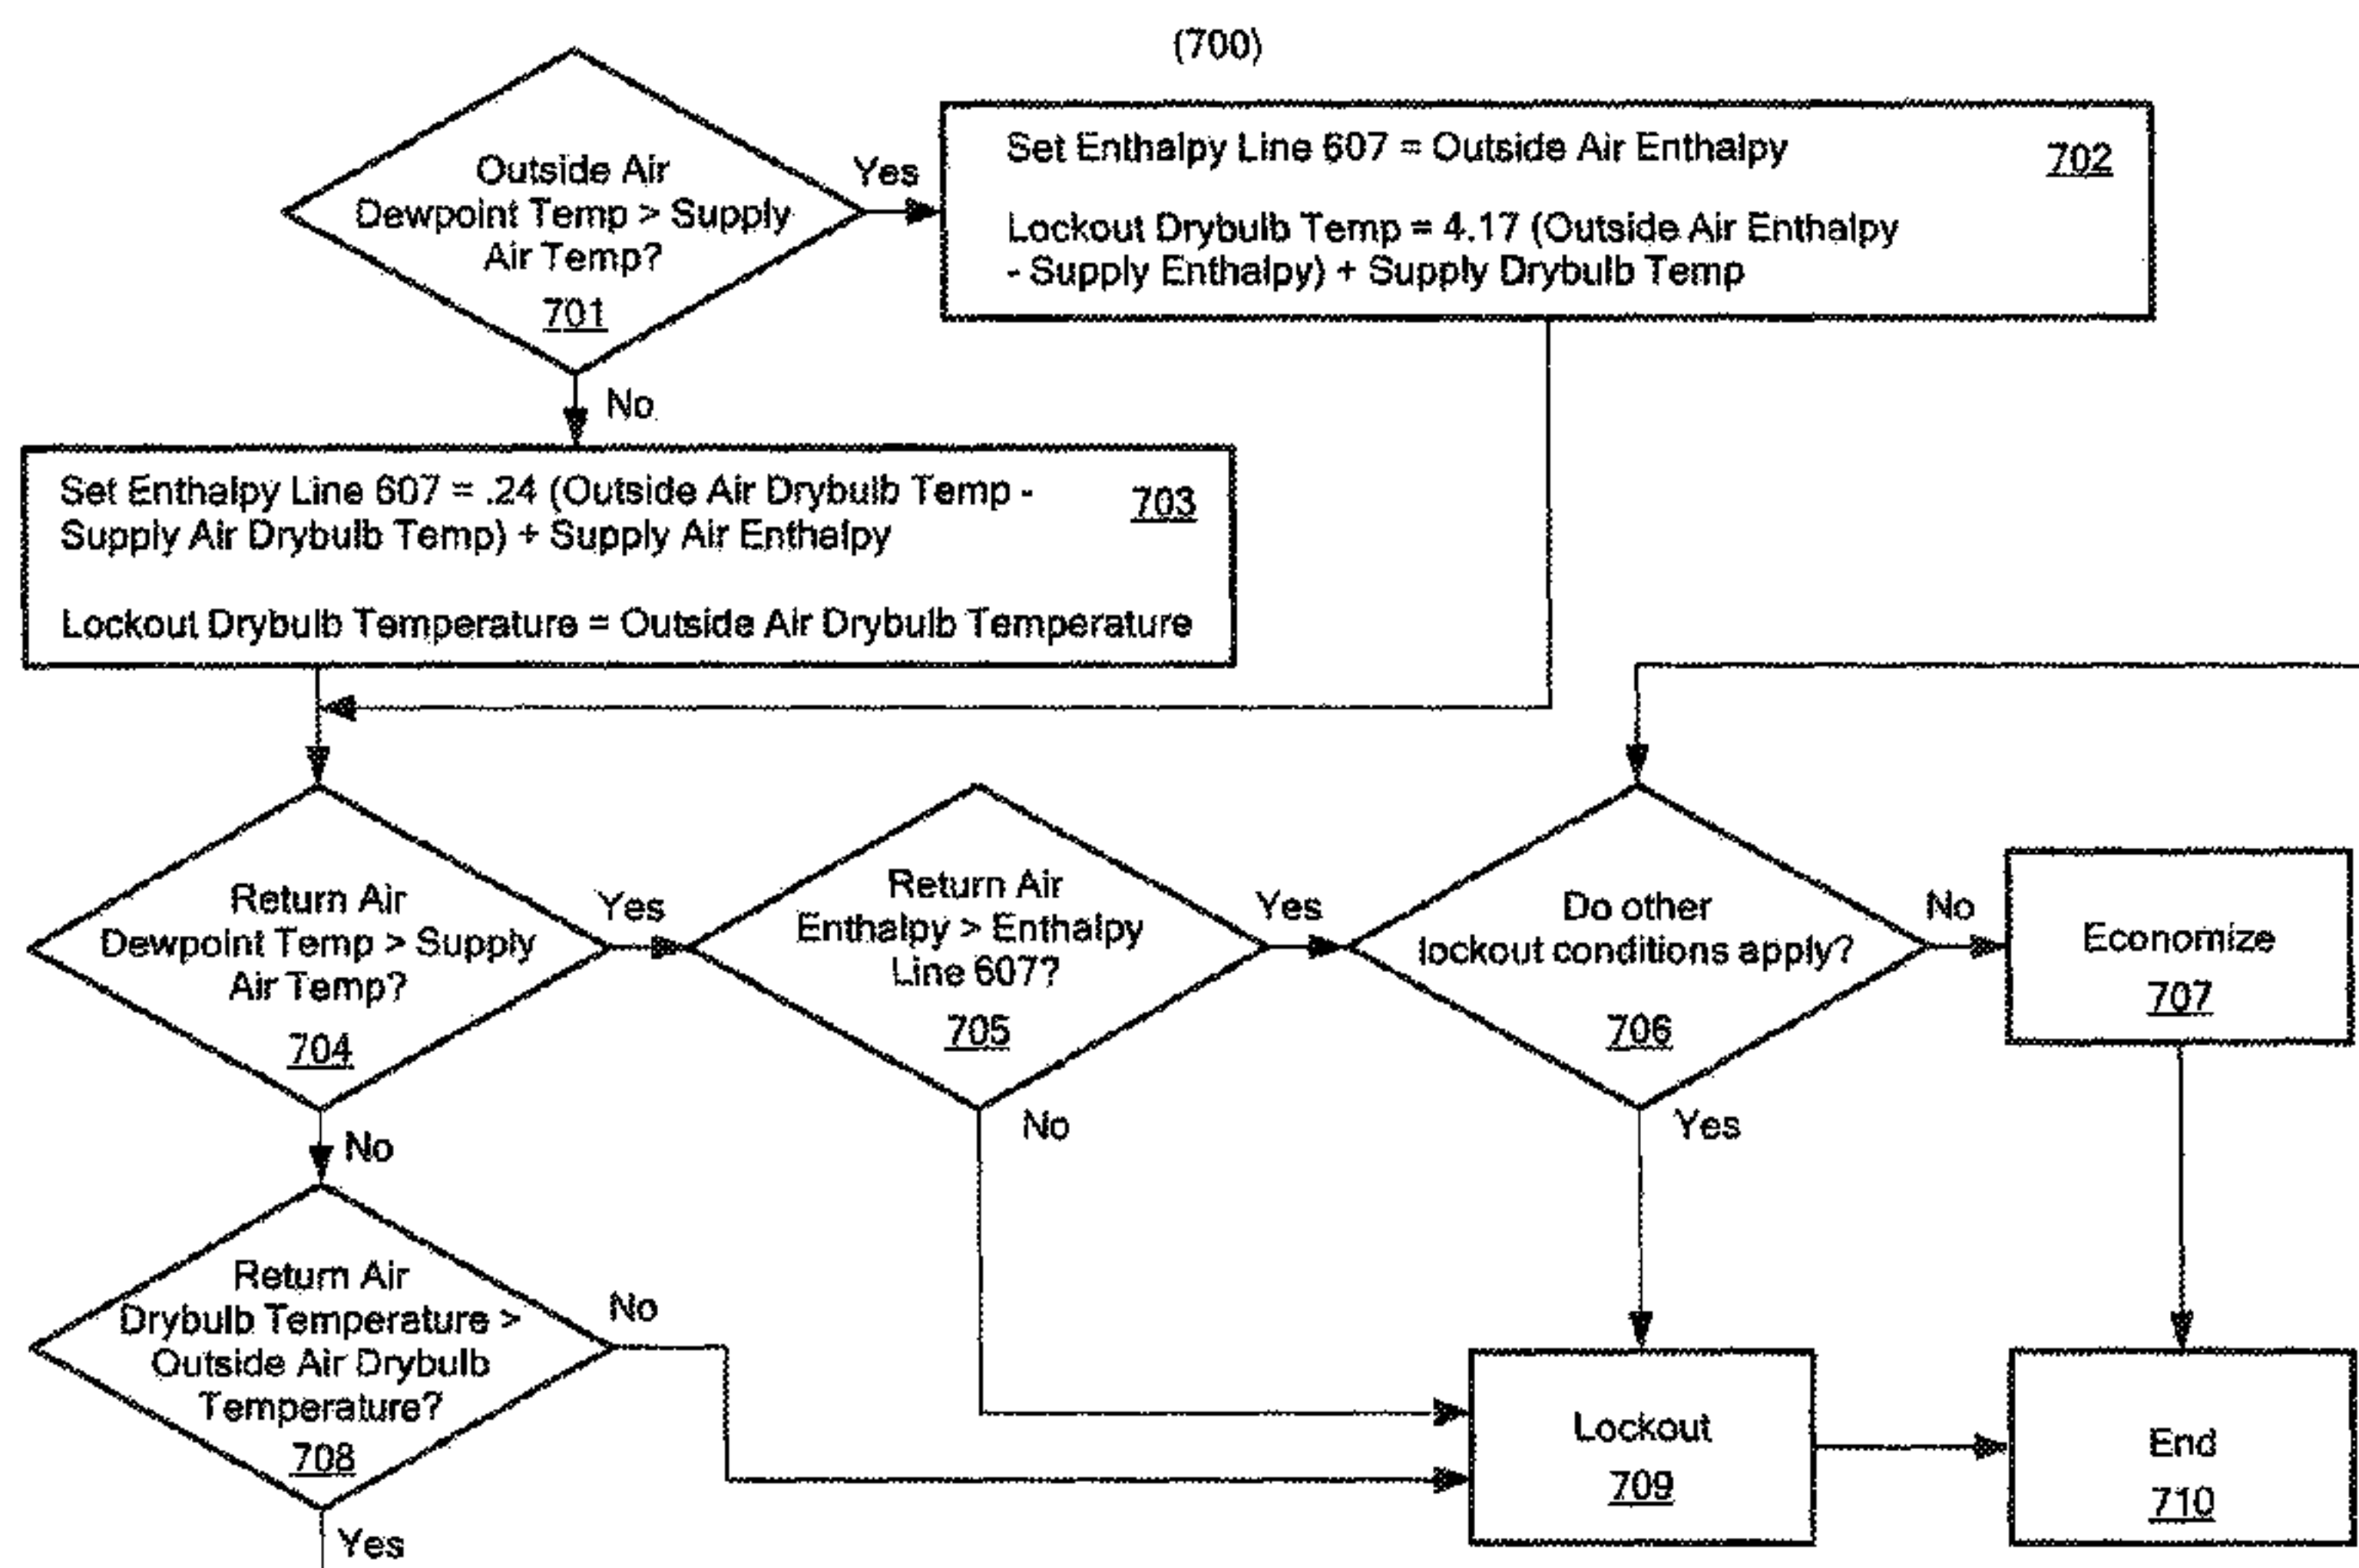 (700)
Outside Air
Dewpoint Temp > Supply
Air Temp?
701
Yes
Set Enthalpy Line 607 = Outside Air Enthalpy
702
Lockout Drybulb Temp = 4.17 (Outside Air Enthalpy
- Supply Enthalpy) + Supply Drybulb Temp
No
Set Enthalpy Line 607 = .24 (Outside Air Drybulb Temp -
Supply Air Drybulb Temp) + Supply Air Enthalpy
703
Lockout Drybulb Temperature = Outside Air Drybulb Temperature
Return Air
Dewpoint Temp > Supply
Air Temp?
704
Yes
Return Air
Enthalpy > Enthalpy
Line 607?
705
Yes
Do other
lockout conditions apply?
706
No
Economize
707
No
No
Yes
Return Air
Drybulb Temperature >
Outside Air Drybulb
Temperature?
708
No
Lockout
709
End
710
Yes